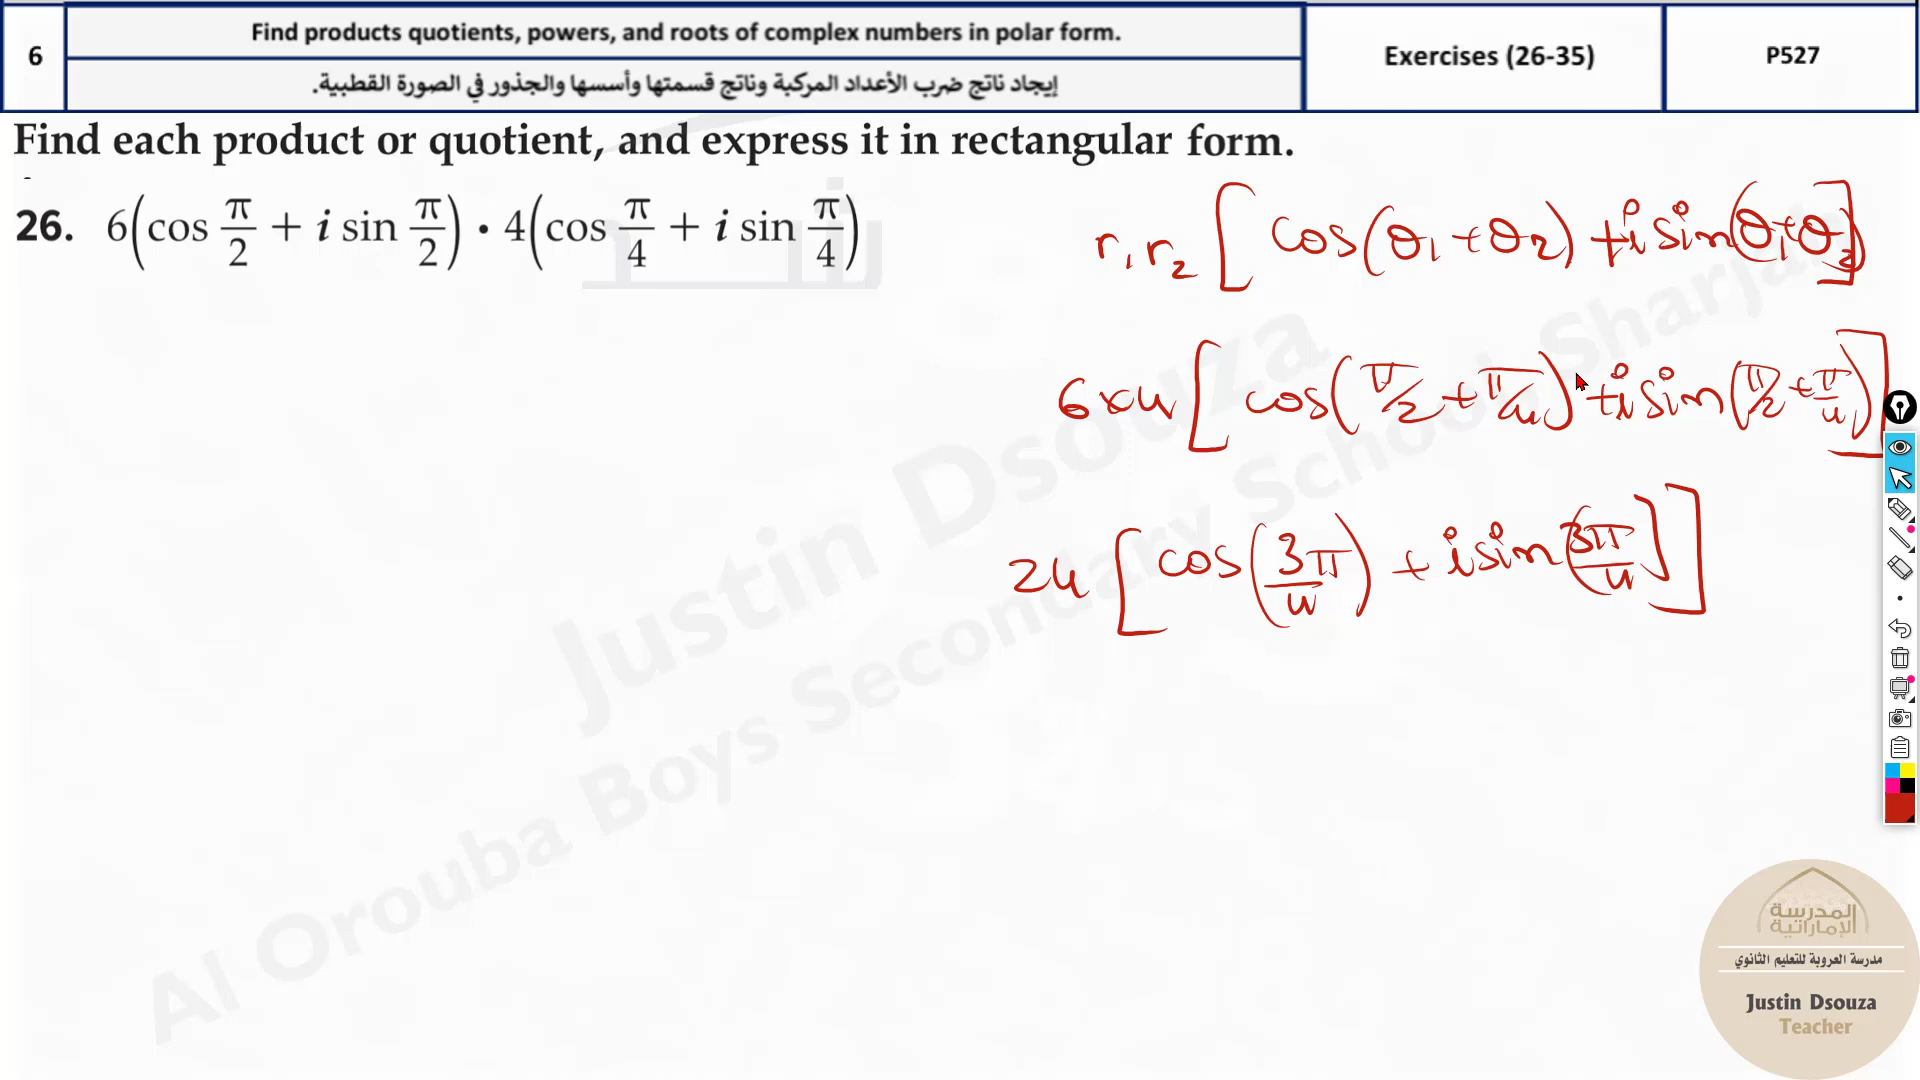 6
Find products quotients, powers, and roots of complex numbers in polar form.
إيجاد ناتج ضرب الأعداد المركبة وناتج قسمتها وأسسها والجذور في الصورة القطبية.
Exercises (26-35)
P527
Find each product or quotient, and express it in rectangular form.
26. 6(cos π/2 + i sin π/2) · 4(cos π/4 + i sin π/4)
r₁ r₂ [cos(θ₁+θ₂) + i sin(θ₁+θ₂)]
6×4 [cos(π/2 + π/4) + i sin(π/2 + π/4)]
24 [cos(3π/4) + i sin(3π/4)]
Justin Dsouza
Al Orouba Boys Secondary School Sharjah
المدرسة
الإماراتية
مدرسة العروبة للتعليم الثانوي
Justin Dsouza
Teacher